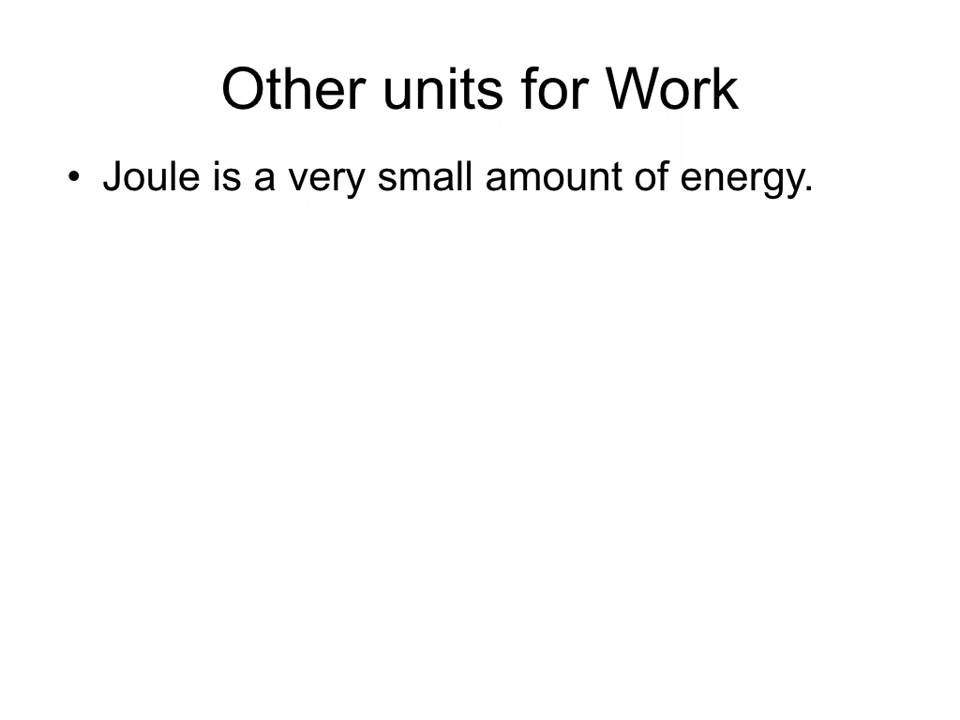 Other units for Work
• Joule is a very small amount of energy.